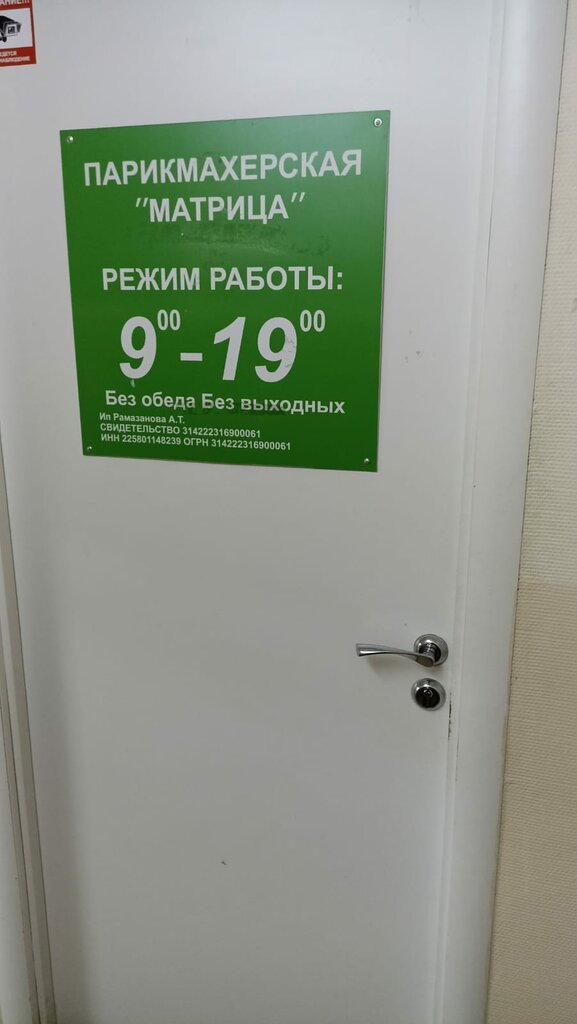 ПАРИКМАХЕРСКАЯ
"МАТРИЦА"
РЕЖИМ РАБОТЫ:
9⁰⁰ - 19⁰⁰
Без обеда Без выходных
Ип Рамазанова А.Т.
СВИДЕТЕЛЬСТВО 314222316900061
ИНН 225801148239 ОГРН 314222316900061